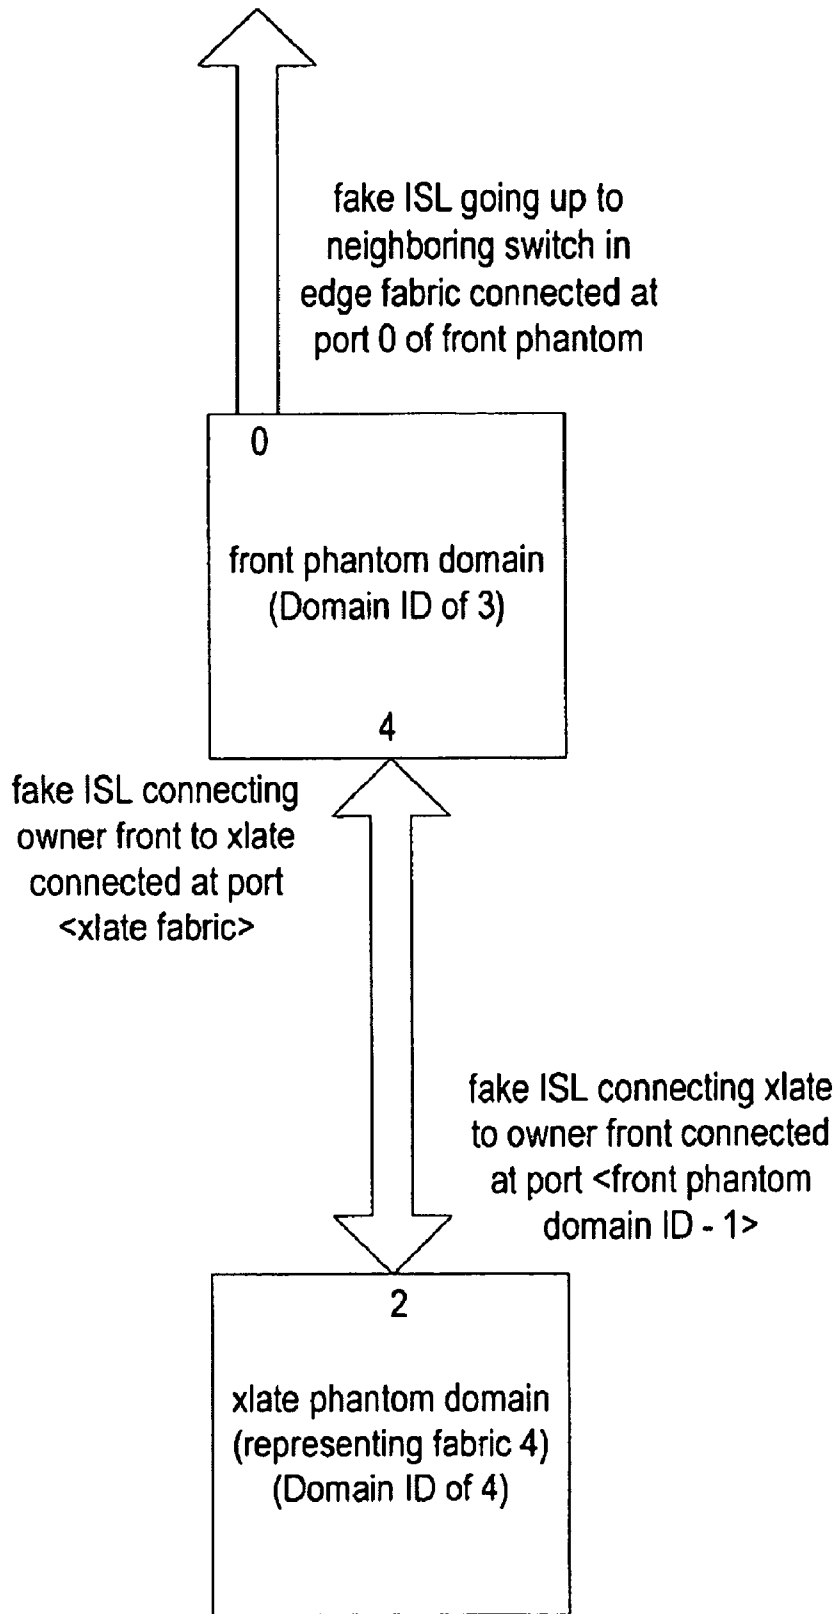 fake ISL going up to
neighboring switch in
edge fabric connected at
port 0 of front phantom
0
front phantom domain
(Domain ID of 3)
4
fake ISL connecting
owner front to xlate
connected at port
<xlate fabric>
fake ISL connecting xlate
to owner front connected
at port <front phantom
domain ID - 1>
2
xlate phantom domain
(representing fabric 4)
(Domain ID of 4)